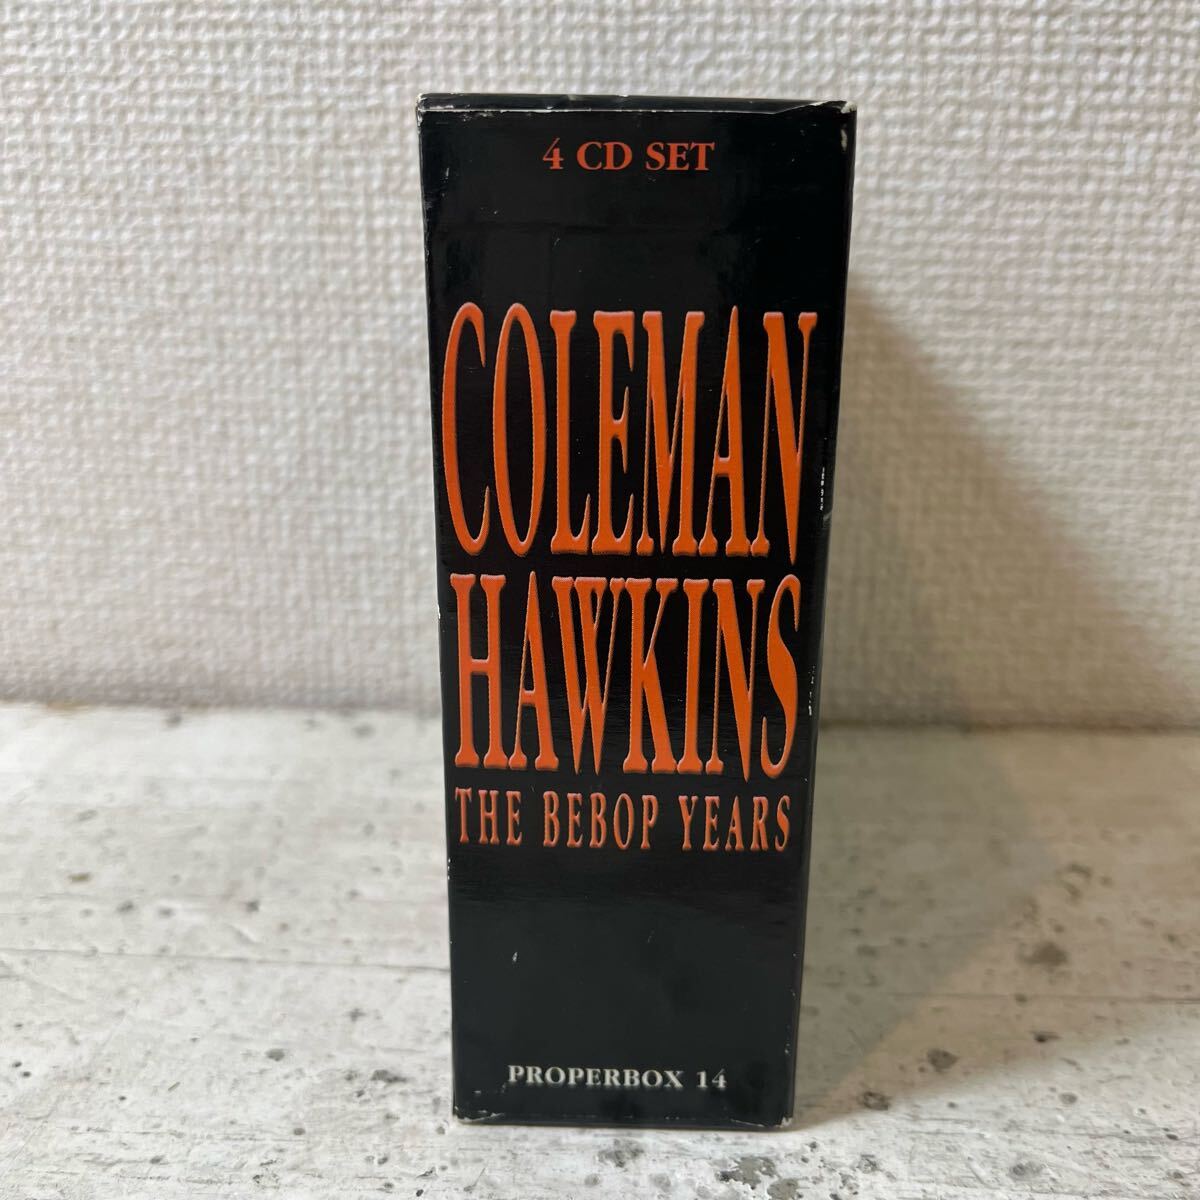 4 CD SET
COLEMAN
HAWKINS
THE BEBOP YEARS
PROPERBOX 14